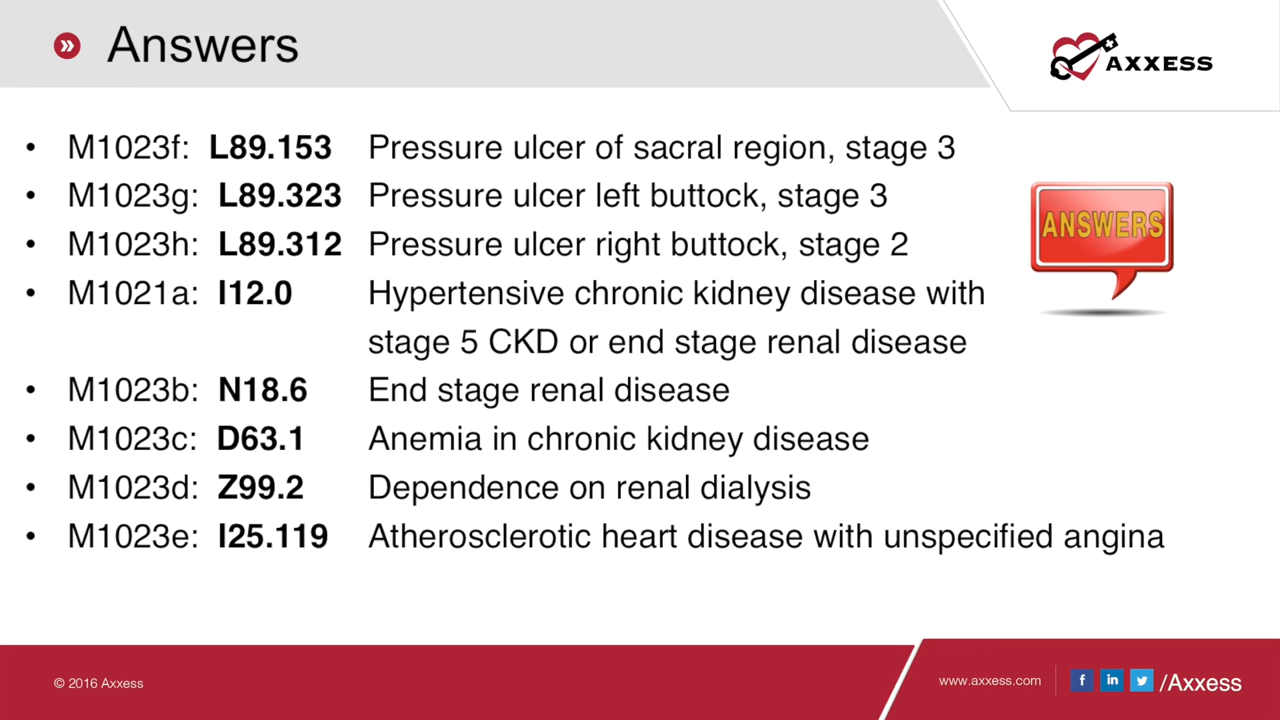 Answers
AXXESS
• M1023f: L89.153 Pressure ulcer of sacral region, stage 3
• M1023g: L89.323 Pressure ulcer left buttock, stage 3
• M1023h: L89.312 Pressure ulcer right buttock, stage 2
• M1021a: I12.0 Hypertensive chronic kidney disease with
stage 5 CKD or end stage renal disease
• M1023b: N18.6 End stage renal disease
• M1023c: D63.1 Anemia in chronic kidney disease
• M1023d: Z99.2 Dependence on renal dialysis
• M1023e: I25.119 Atherosclerotic heart disease with unspecified angina
ANSWERS
© 2016 Axxess
www.axxess.com
/Axxess